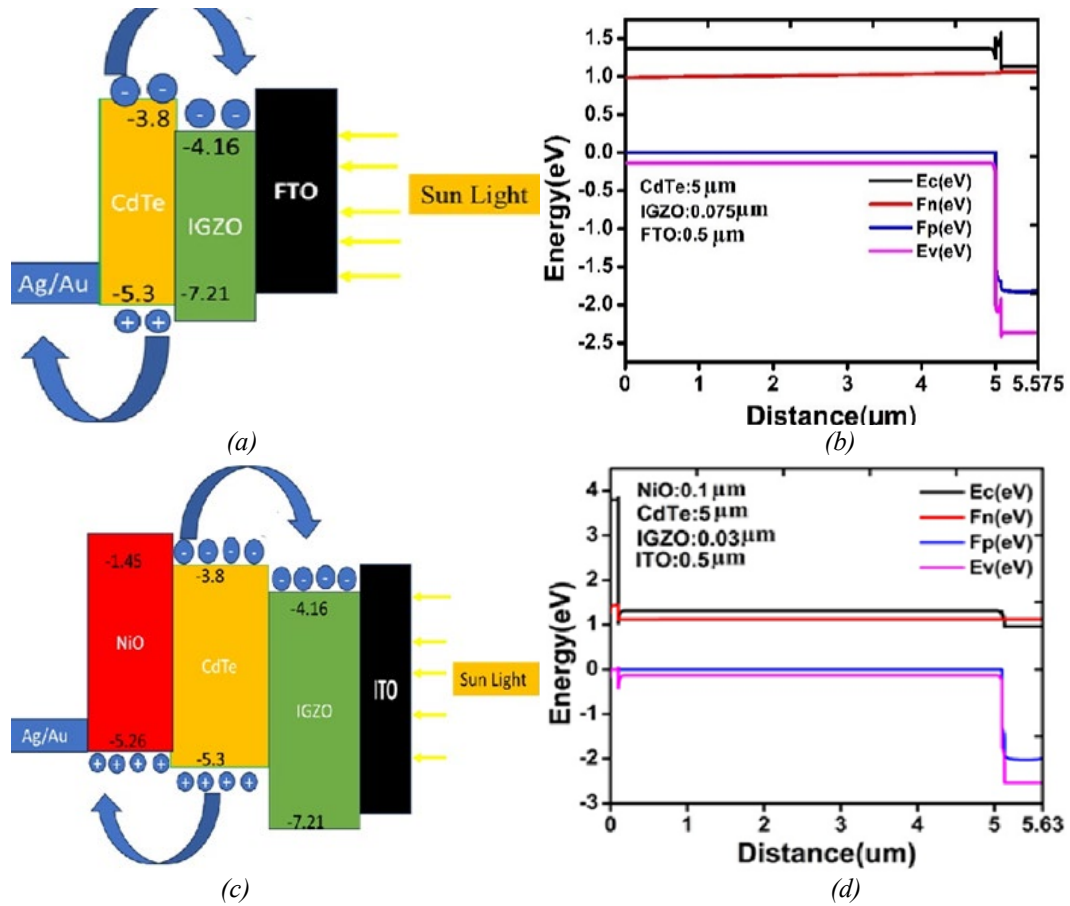 (a)
-3.8
-4.16
CdTe
IGZO
FTO
Sun Light
Ag/Au
-5.3
-7.21
- - - -
+ +
1.5
1.0
0.0
-0.5
-1.0
-1.5
-2.0
-2.5
Energy(eV)
CdTe:5 μm
IGZO:0.075μm
FTO:0.5 μm
Ec(eV)
Fn(eV)
Fp(eV)
Ev(eV)
0 1 2 3 4 5 5.575
Distance(um)
(b)
-1.45
-3.8
-4.16
NiO
CdTe
IGZO
ITO
Sun Light
Ag/Au
-5.26
-5.3
-7.21
- - - - - - - -
+ + + + + + + +
(c)
4
3
2
1
0
-1
-2
-3
Energy(eV)
NiO:0.1 μm
CdTe:5 μm
IGZO:0.03 μm
ITO:0.5 μm
Ec(eV)
Fn(eV)
Fp(eV)
Ev(eV)
0 1 2 3 4 5 5.63
Distance(um)
(d)